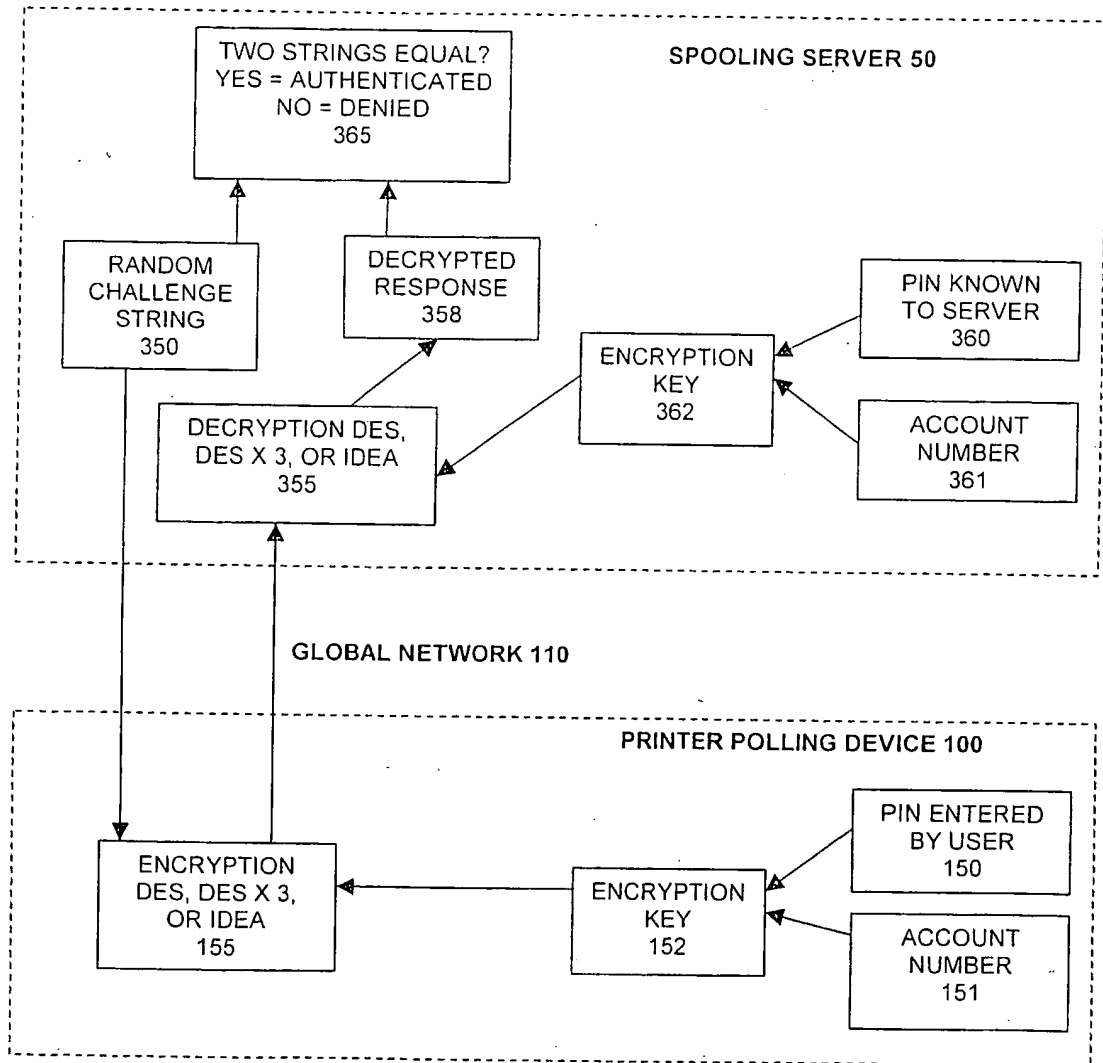 TWO STRINGS EQUAL?
YES = AUTHENTICATED
NO = DENIED
365
SPOOLING SERVER 50
RANDOM
CHALLENGE
STRING
350
DECRYPTED
RESPONSE
358
PIN KNOWN
TO SERVER
360
ENCRYPTION
KEY
362
DECRYPTION DES,
DES X 3, OR IDEA
355
ACCOUNT
NUMBER
361
GLOBAL NETWORK 110
PRINTER POLLING DEVICE 100
PIN ENTERED
BY USER
150
ENCRYPTION
DES, DES X 3,
OR IDEA
155
ENCRYPTION
KEY
152
ACCOUNT
NUMBER
151